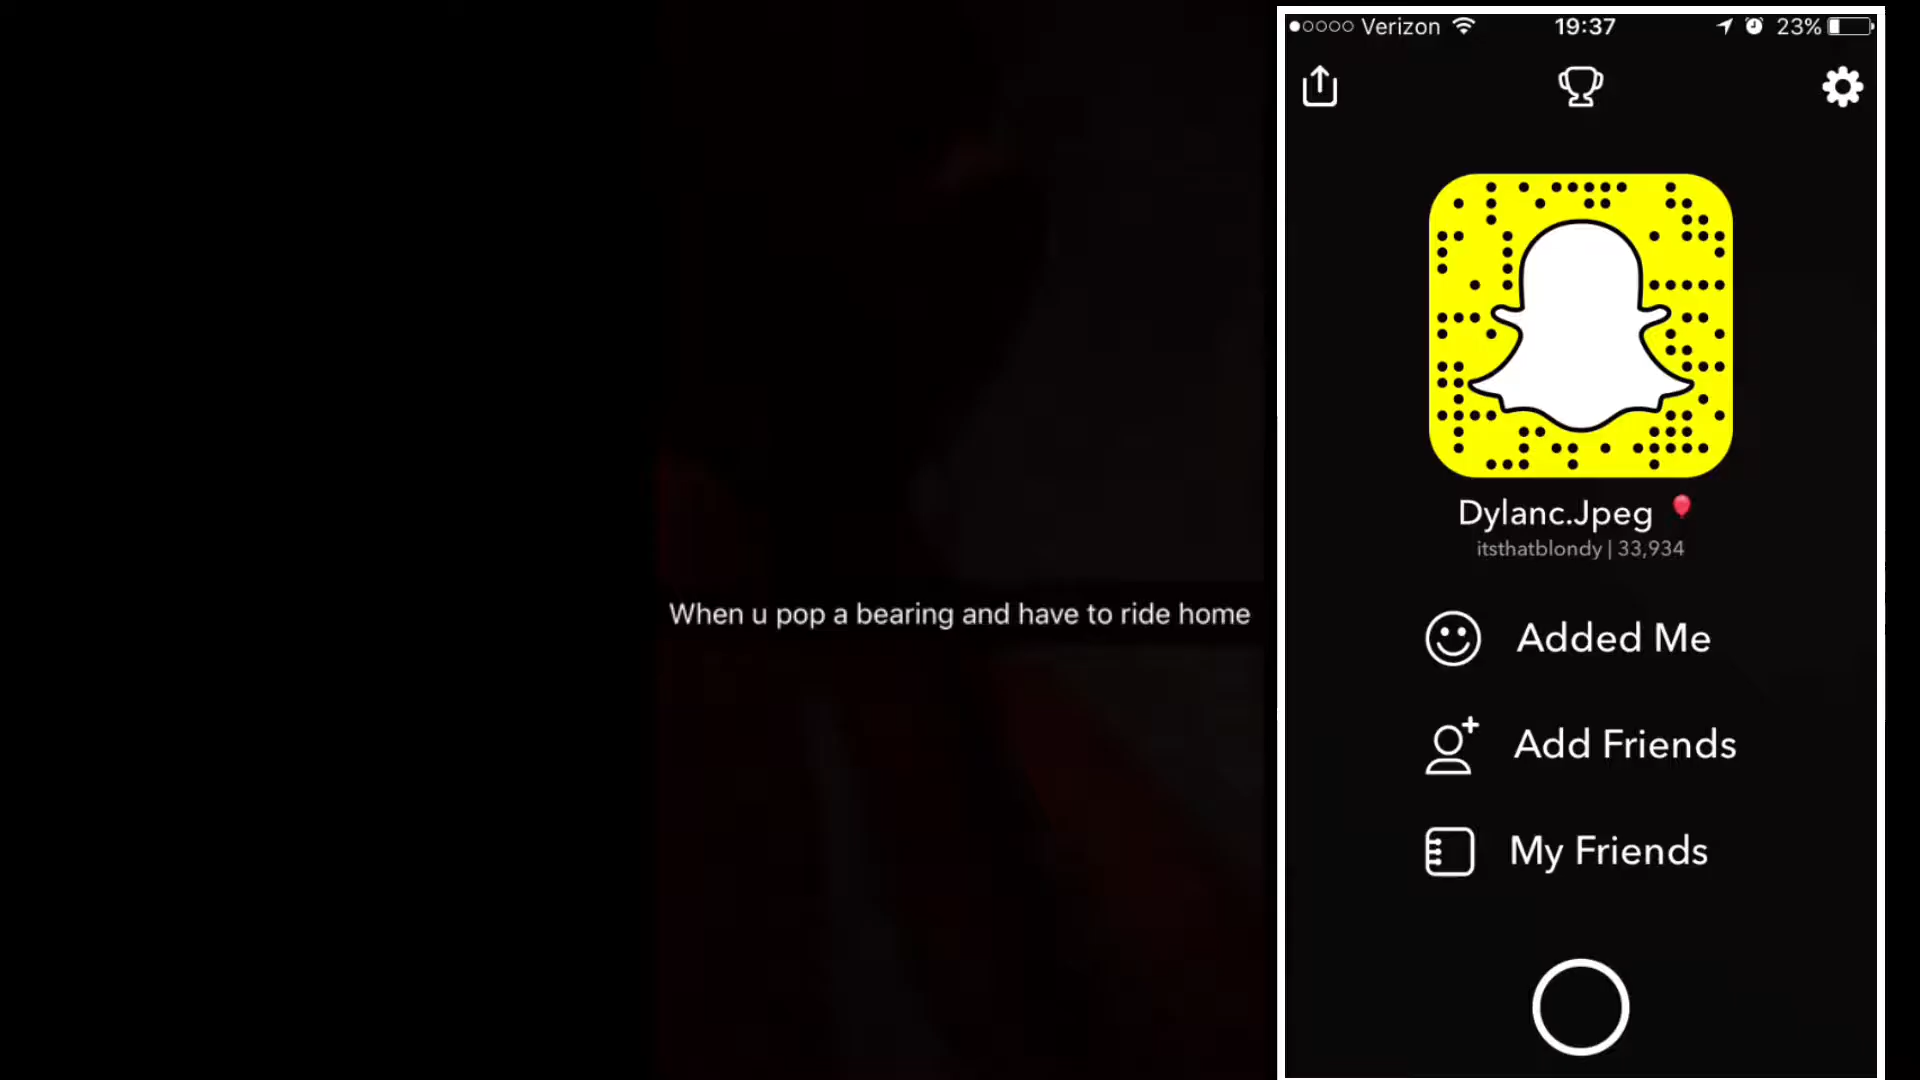 When u pop a bearing and have to ride home
Verizon 19:37 23%
Dylanc.Jpeg 🎈
itsthatblondy | 33,934
Added Me
Add Friends
My Friends